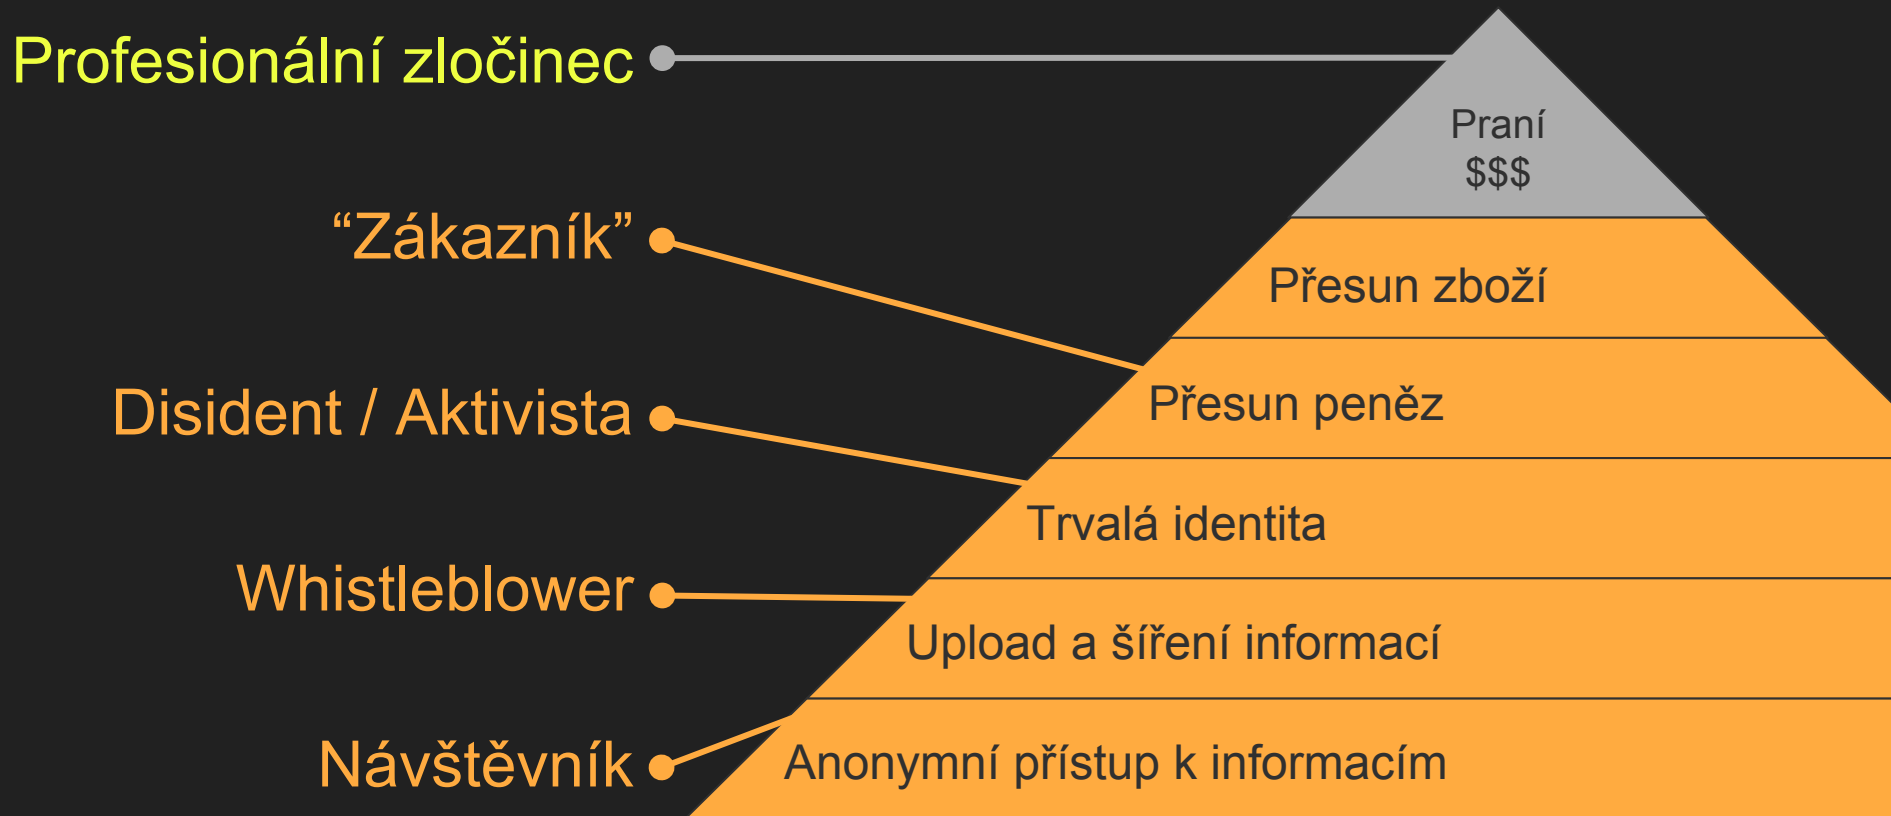 Profesionální zločinec
Praní
$$$
“Zákazník”
Přesun zboží
Přesun peněz
Disident / Aktivista
Trvalá identita
Whistleblower
Upload a šíření informací
Návštěvník
Anonymní přístup k informacím